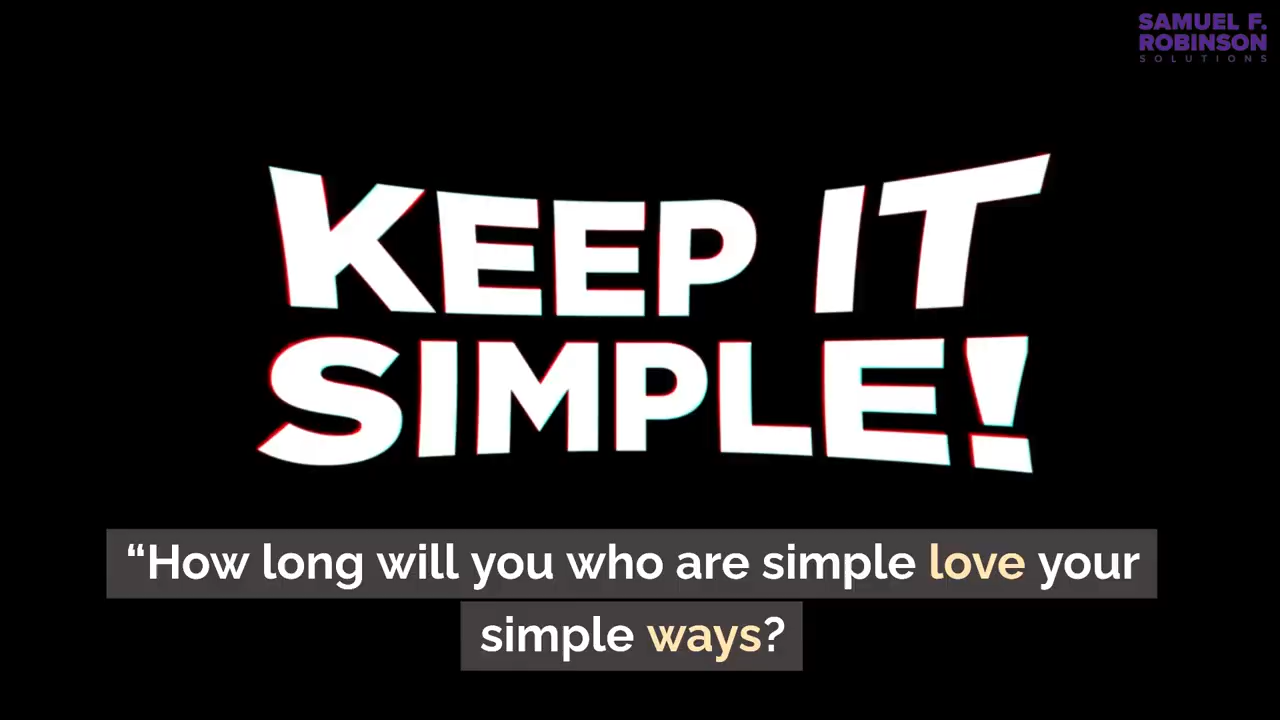 SAMUEL F.
ROBINSON
SOLUTIONS
KEEP IT
SIMPLE!
“How long will you who are simple love your
simple ways?